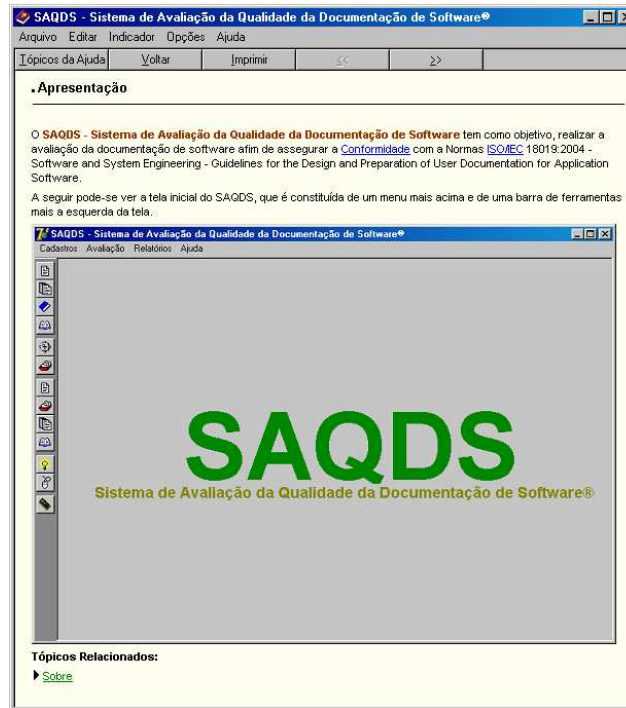 SAQDS - Sistema de Avaliação da Qualidade da Documentação de Software®
Arquivo Editar Indicador Opções Ajuda
Tópicos da Ajuda Voltar Imprimir << >>
. Apresentação
O SAQDS - Sistema de Avaliação da Qualidade da Documentação de Software tem como objetivo, realizar a
avaliação da documentação de software afim de assegurar a Conformidade com a Normas ISO/IEC 18019:2004 -
Software and System Engineering - Guidelines for the Design and Preparation of User Documentation for Application
Software.
A seguir pode-se ver a tela inicial do SAQDS, que é constituída de um menu mais acima e de uma barra de ferramentas
mais a esquerda da tela.
SAQDS - Sistema de Avaliação da Qualidade da Documentação de Software®
Cadastros Avaliação Relatórios Ajuda
SAQDS
Sistema de Avaliação da Qualidade da Documentação de Software®
Tópicos Relacionados:
Sobre